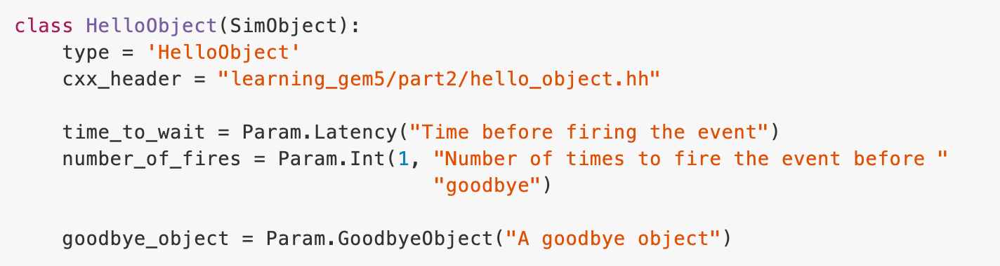 class HelloObject(SimObject):
    type = 'HelloObject'
    cxx_header = "learning_gem5/part2/hello_object.hh"

    time_to_wait = Param.Latency("Time before firing the event")
    number_of_fires = Param.Int(1, "Number of times to fire the event before "
                                   "goodbye")

    goodbye_object = Param.GoodbyeObject("A goodbye object")